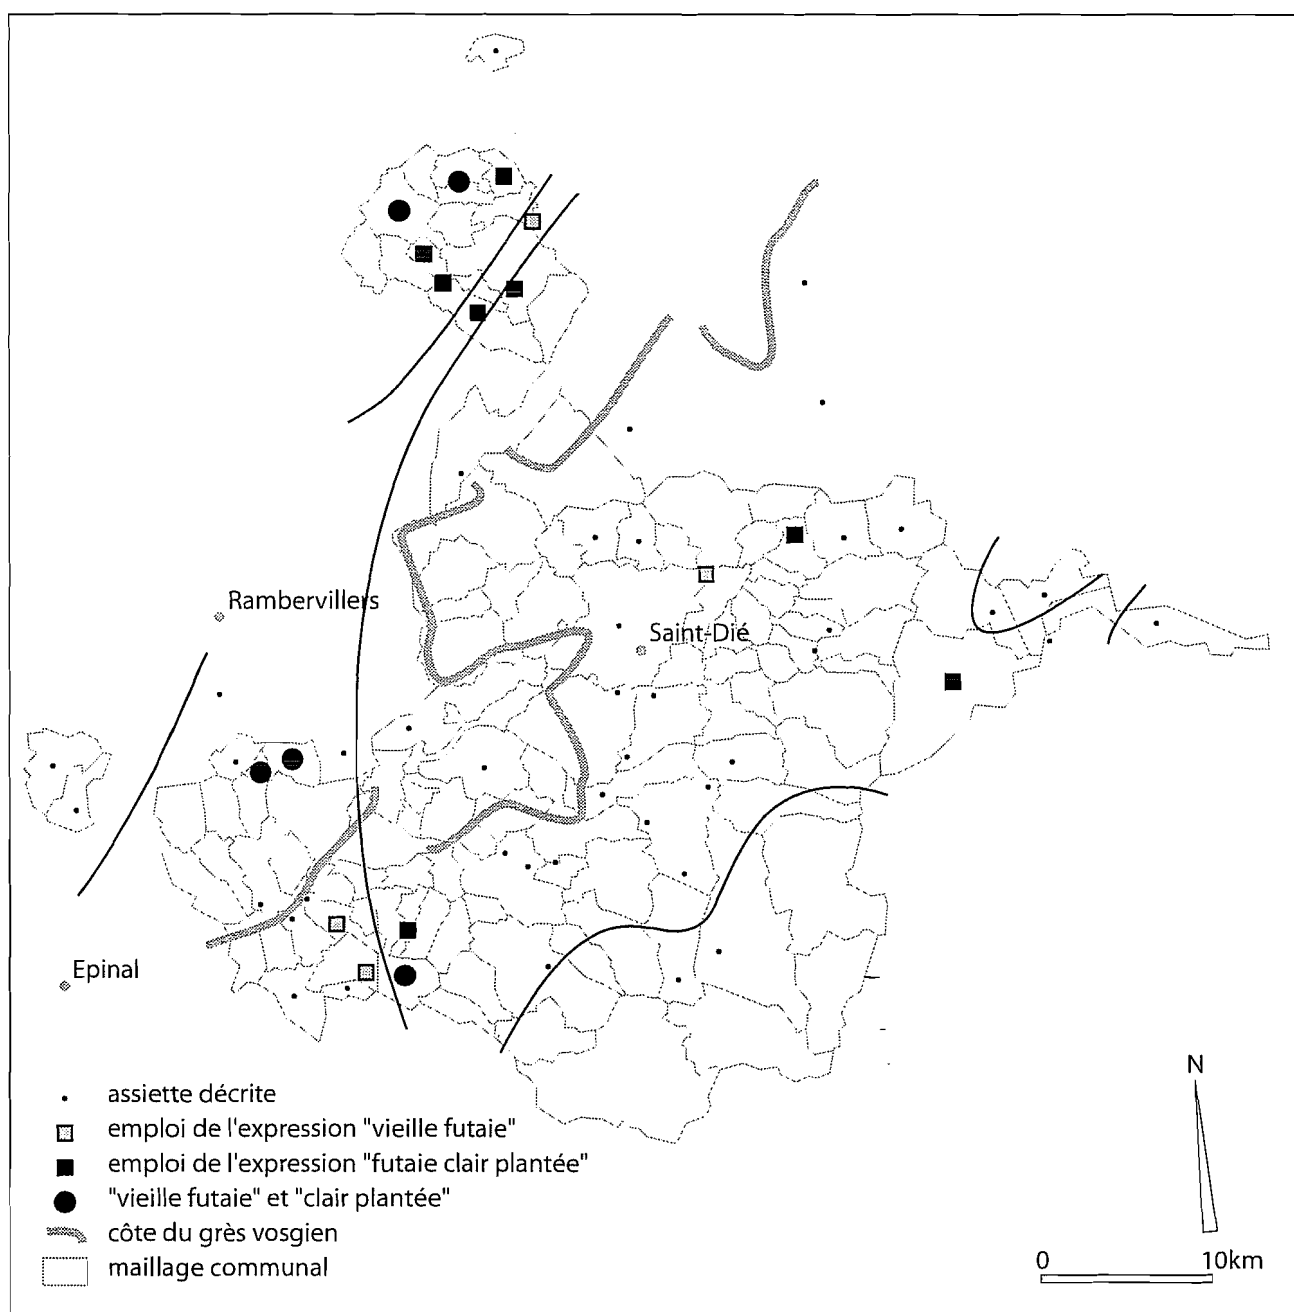 Rambervillers
Saint-Dié
Epinal
assiette décrite
emploi de l'expression "vieille futaie"
emploi de l'expression "futaie clair plantée"
"vieille futaie" et "clair plantée"
côte du grès vosgien
maillage communal
N
0 10km